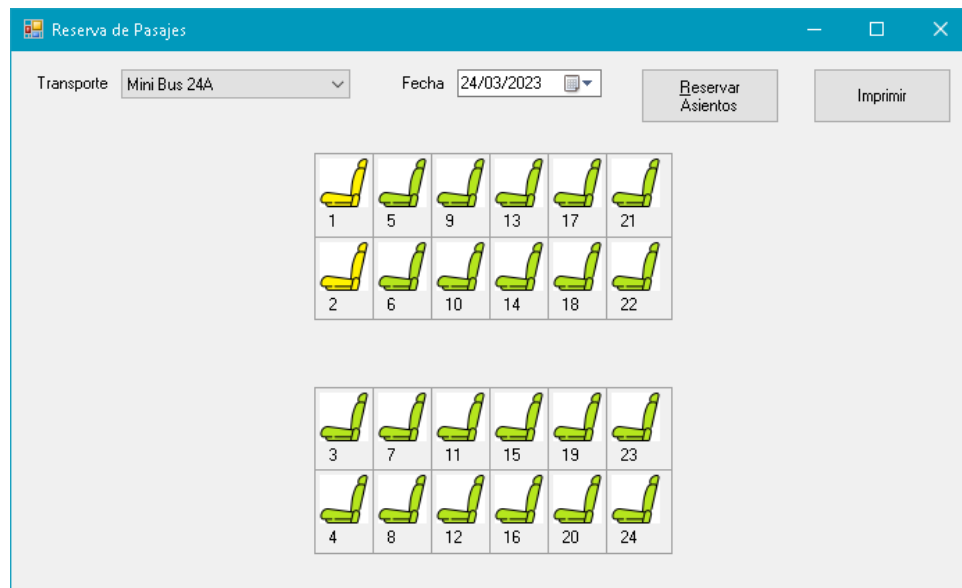 Reserva de Pasajes
Transporte Mini Bus 24A Fecha 24/03/2023 Reservar Asientos Imprimir
1 5 9 13 17 21
2 6 10 14 18 22
3 7 11 15 19 23
4 8 12 16 20 24